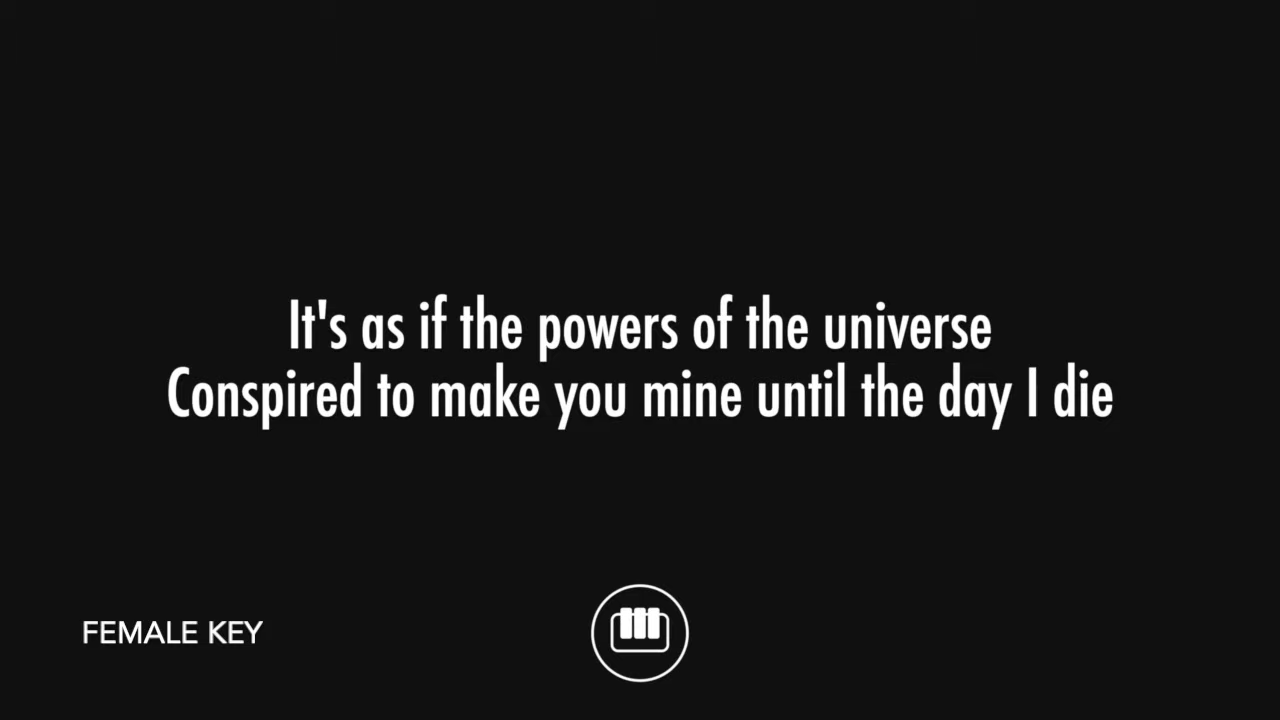 It's as if the powers of the universe
Conspired to make you mine until the day I die
FEMALE KEY